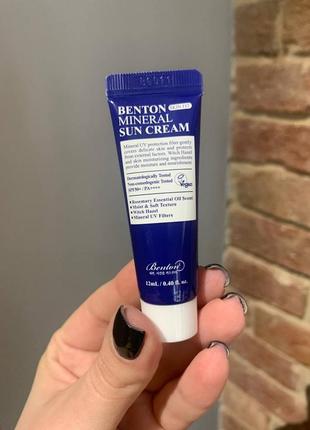 BENTON SKIN FIT
MINERAL
SUN CREAM
Mineral UV protection filter gently
covers delicate skin and protects
from external factors. Witch Hazel
and skin moisturizing ingredients
provide moisture and nourishment
Dermatologically Tested
Non-comedogenic Tested
SPF50+ / PA++++
Vegan
• Rosemary Essential Oil Scent
• Moist & Soft Texture
• Witch Hazel
• Mineral UV Filters
Benton
12mL / 0.40 fl. oz.